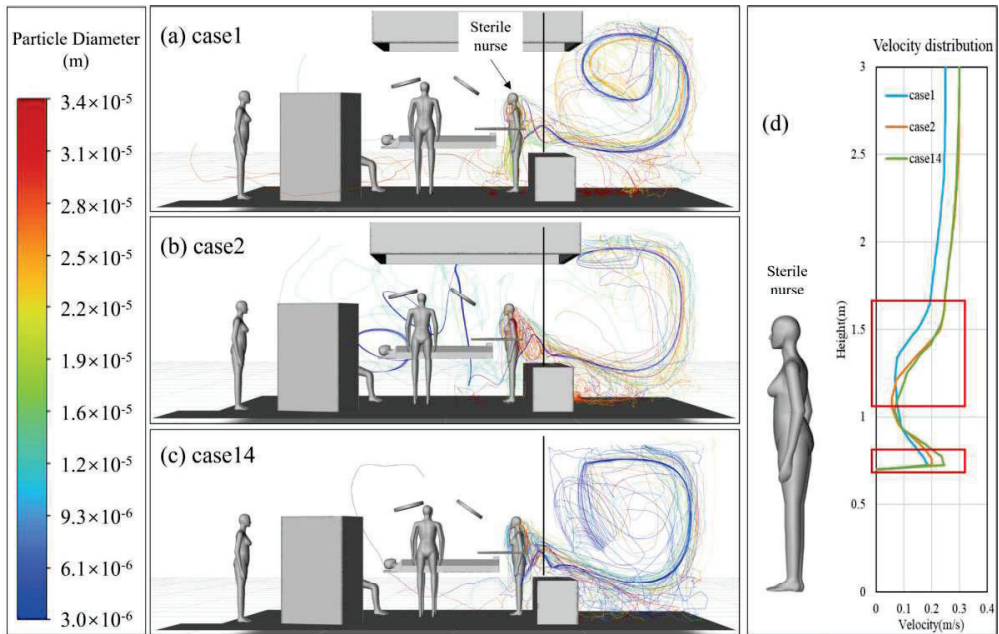 Particle Diameter
(m)
3.4×10⁻⁵
3.1×10⁻⁵
2.8×10⁻⁵
2.5×10⁻⁵
2.2×10⁻⁵
1.9×10⁻⁵
1.6×10⁻⁵
1.2×10⁻⁵
9.3×10⁻⁶
6.1×10⁻⁶
3.0×10⁻⁶
(a) case1
Sterile
nurse
(b) case2
(c) case14
Velocity distribution
(d)
case1
case2
case14
Sterile
nurse
Height(m)
3
2.5
2
1.5
1
0.5
0
0
0.1
0.2
0.3
0.4
Velocity(m/s)